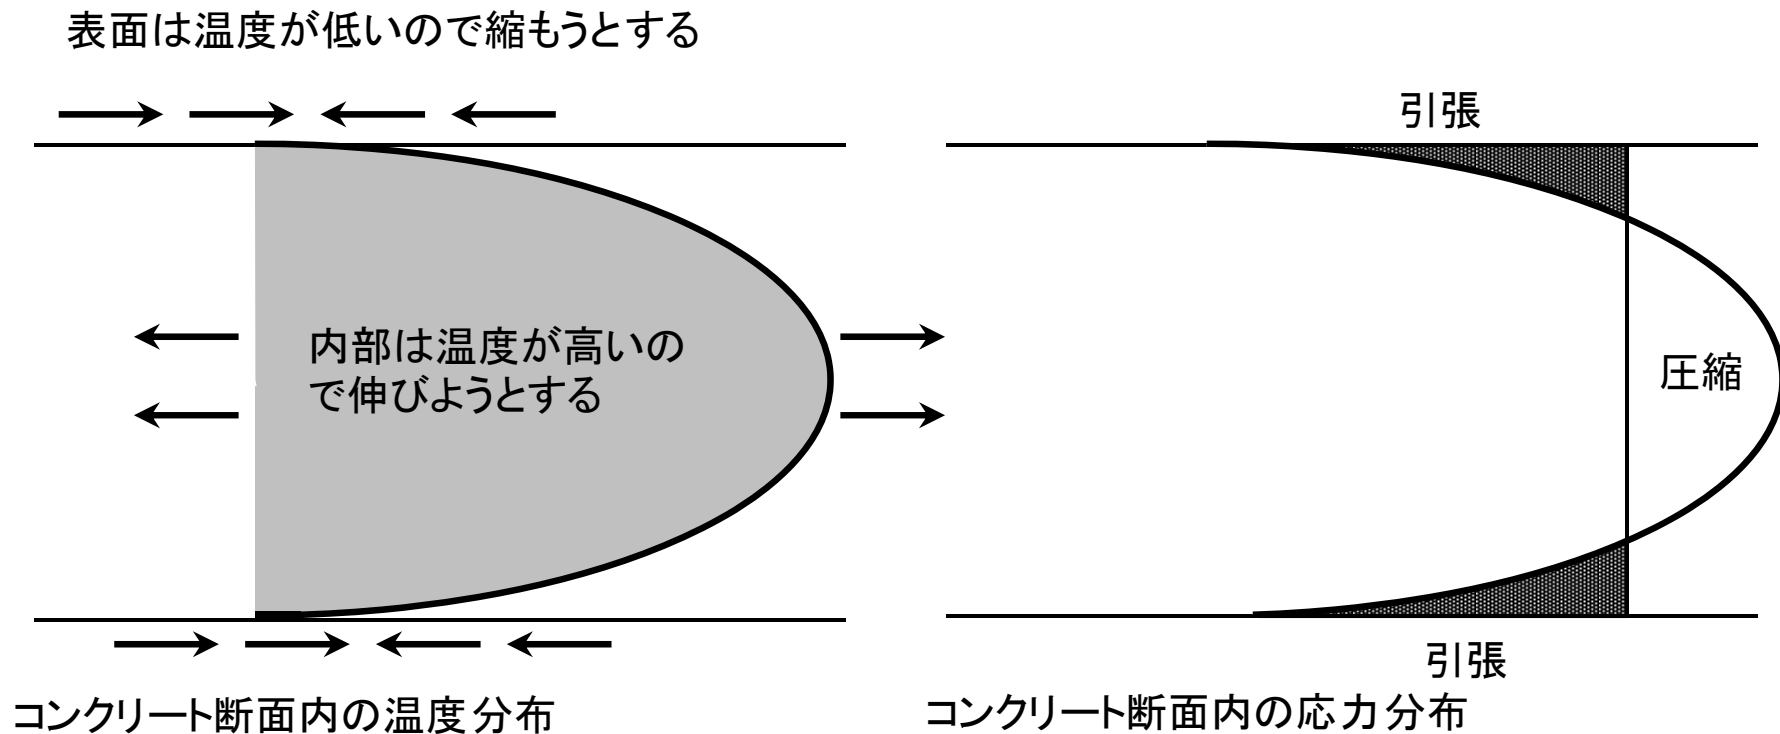 表面は温度が低いので縮もうとする
引張
内部は温度が高いの
で伸びようとする
圧縮
引張
コンクリート断面内の温度分布
コンクリート断面内の応力分布